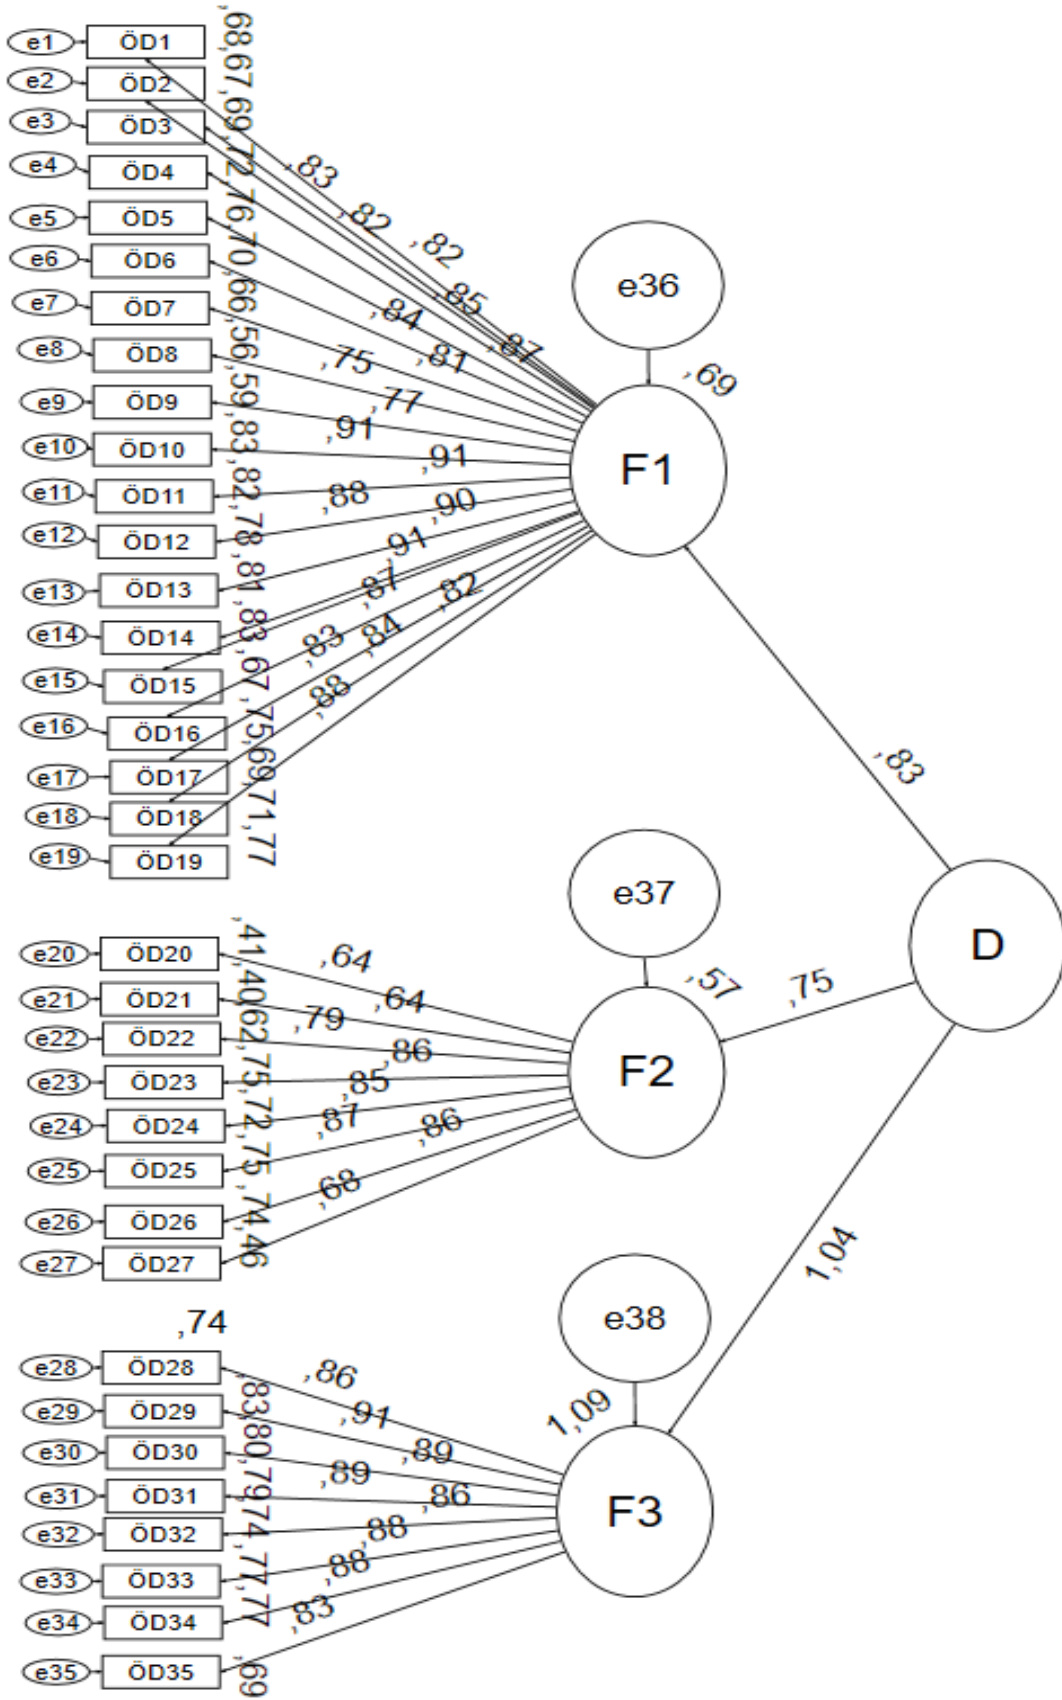 e1 ÖD1
e2 ÖD2
e3 ÖD3
e4 ÖD4
e5 ÖD5
e6 ÖD6
e7 ÖD7
e8 ÖD8
e9 ÖD9
e10 ÖD10
e11 ÖD11
e12 ÖD12
e13 ÖD13
e14 ÖD14
e15 ÖD15
e16 ÖD16
e17 ÖD17
e18 ÖD18
e19 ÖD19
,68,67,69,72,76,70,66,56,59,83,82,78,81,83,67,75,69,71,77
,83
,82
,82
,85
,87
,84
,81
,75
,77
,91
,91
,88
,90
,91
,87
,82
,83
,84
,88
e36
,69
F1
,83
e20 ÖD20
e21 ÖD21
e22 ÖD22
e23 ÖD23
e24 ÖD24
e25 ÖD25
e26 ÖD26
e27 ÖD27
,41,40,62,75,72,75,74,46
,64
,64
,79
,86
,85
,87
,86
,68
e37
,57
F2
,75
D
1,04
,74
e28 ÖD28
e29 ÖD29
e30 ÖD30
e31 ÖD31
e32 ÖD32
e33 ÖD33
e34 ÖD34
e35 ÖD35
,83,80,79,74,77,77
,69
,86
,91
,89
,89
,86
,88
,88
,83
e38
1,09
F3